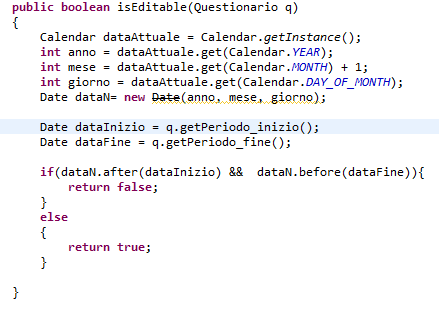 public boolean isEditable(Questionario q)
{
    Calendar dataAttuale = Calendar.getInstance();
    int anno = dataAttuale.get(Calendar.YEAR);
    int mese = dataAttuale.get(Calendar.MONTH) + 1;
    int giorno = dataAttuale.get(Calendar.DAY_OF_MONTH);
    Date dataN= new Date(anno, mese, giorno);
    Date dataInizio = q.getPeriodo_inizio();
    Date dataFine = q.getPeriodo_fine();
    if(dataN.after(dataInizio) &&  dataN.before(dataFine)){
        return false;
    }
    else
    {
        return true;
    }
}